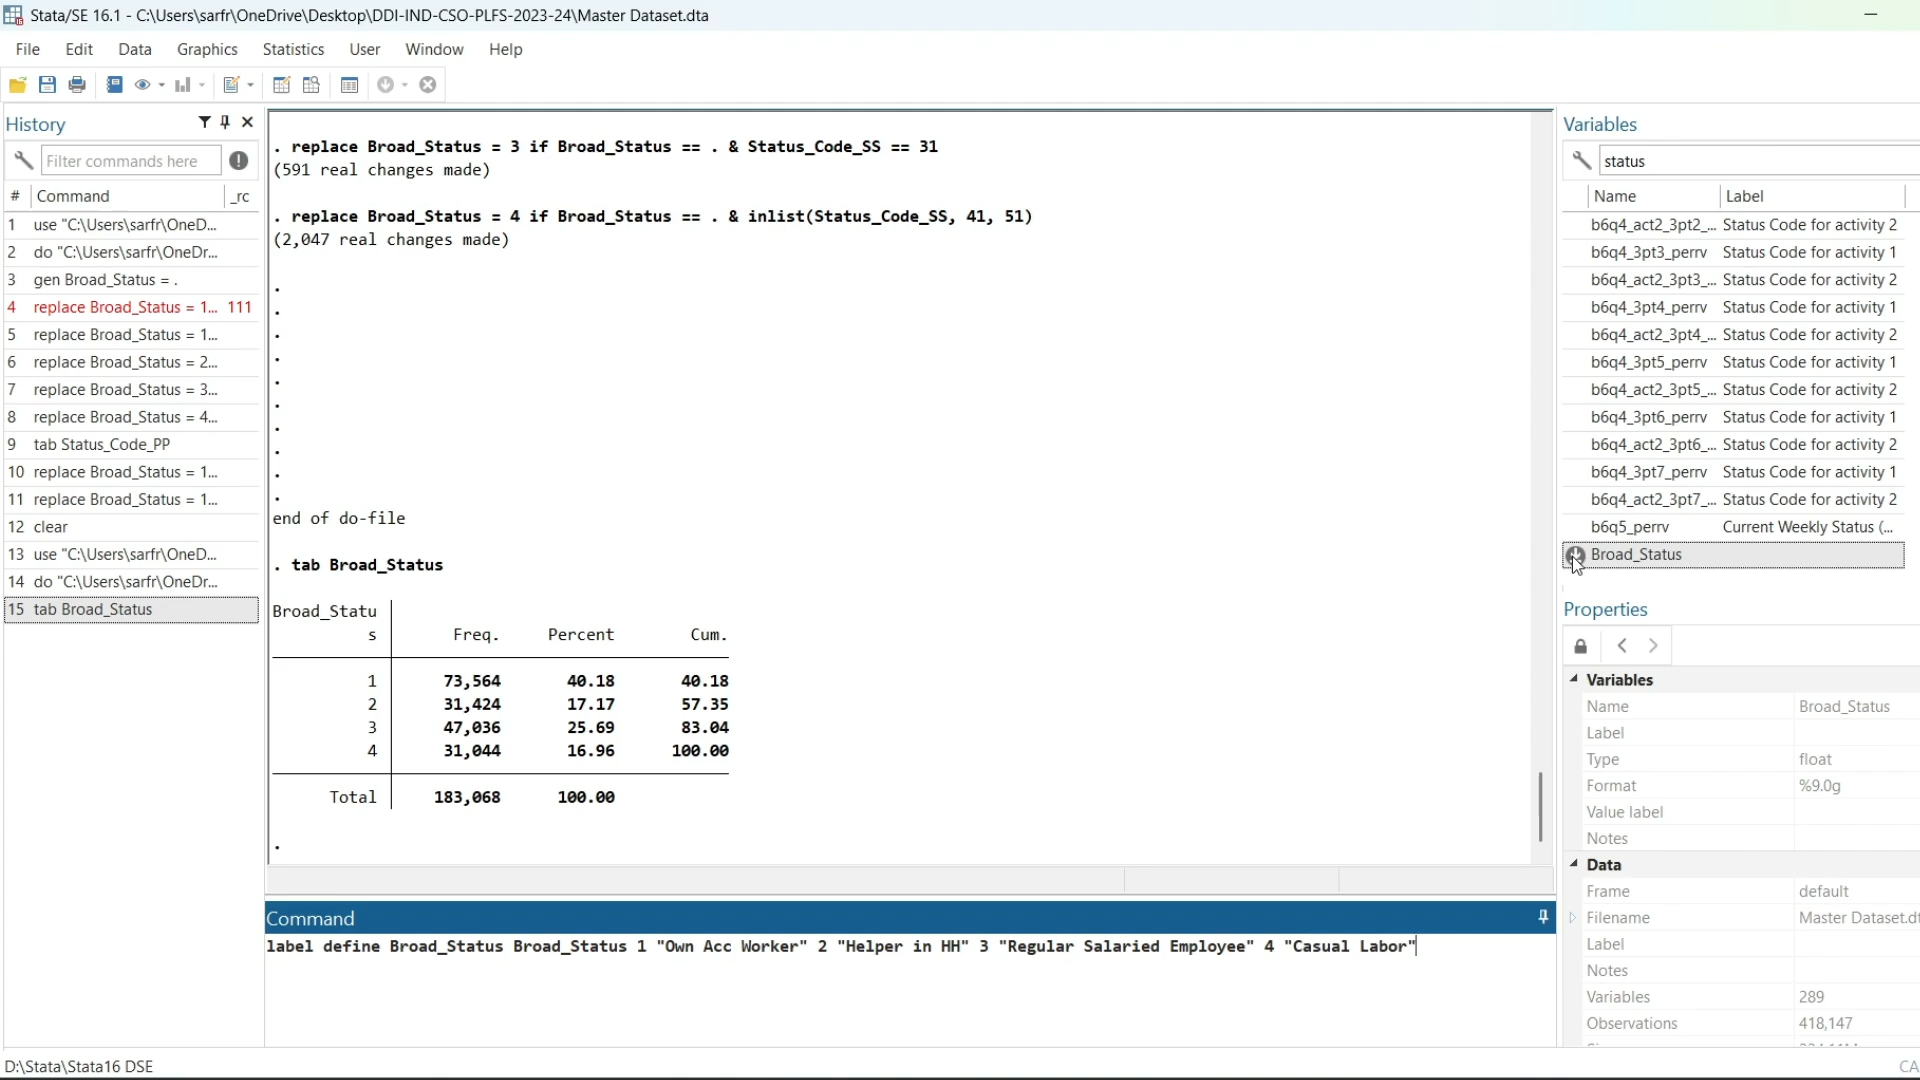 Stata/SE 16.1 - C:\Users\sarfr\OneDrive\Desktop\DDI-IND-CSO-PLFS-2023-24\Master Dataset.dta
File Edit Data Graphics Statistics User Window Help
History
Filter commands here
# Command _rc
1 use "C:\Users\sarfr\OneD...
2 do "C:\Users\sarfr\OneDr...
3 gen Broad_Status = .
4 replace Broad_Status = 1... 111
5 replace Broad_Status = 1...
6 replace Broad_Status = 2...
7 replace Broad_Status = 3...
8 replace Broad_Status = 4...
9 tab Status_Code_PP
10 replace Broad_Status = 1...
11 replace Broad_Status = 1...
12 clear
13 use "C:\Users\sarfr\OneD...
14 do "C:\Users\sarfr\OneDr...
15 tab Broad_Status
. replace Broad_Status = 3 if Broad_Status == . & Status_Code_SS == 31
(591 real changes made)
. replace Broad_Status = 4 if Broad_Status == . & inlist(Status_Code_SS, 41, 51)
(2,047 real changes made)
.
.
.
.
.
.
.
.
.
.
end of do-file
. tab Broad_Status
Broad_Statu
s Freq. Percent Cum.
1 73,564 40.18 40.18
2 31,424 17.17 57.35
3 47,036 25.69 83.04
4 31,044 16.96 100.00
Total 183,068 100.00
.
Command
label define Broad_Status Broad_Status 1 "Own Acc Worker" 2 "Helper in HH" 3 "Regular Salaried Employee" 4 "Casual Labor"
Variables
status
Name Label
b6q4_act2_3pt2_... Status Code for activity 2
b6q4_3pt3_perrv Status Code for activity 1
b6q4_act2_3pt3_... Status Code for activity 2
b6q4_3pt4_perrv Status Code for activity 1
b6q4_act2_3pt4_... Status Code for activity 2
b6q4_3pt5_perrv Status Code for activity 1
b6q4_act2_3pt5_... Status Code for activity 2
b6q4_3pt6_perrv Status Code for activity 1
b6q4_act2_3pt6_... Status Code for activity 2
b6q4_3pt7_perrv Status Code for activity 1
b6q4_act2_3pt7_... Status Code for activity 2
b6q5_perrv Current Weekly Status (...
Broad_Status
Properties
Variables
Name Broad_Status
Label
Type float
Format %9.0g
Value label
Notes
Data
Frame default
Filename Master Dataset.dt
Label
Notes
Variables 289
Observations 418,147
D:\Stata\Stata16 DSE
CA